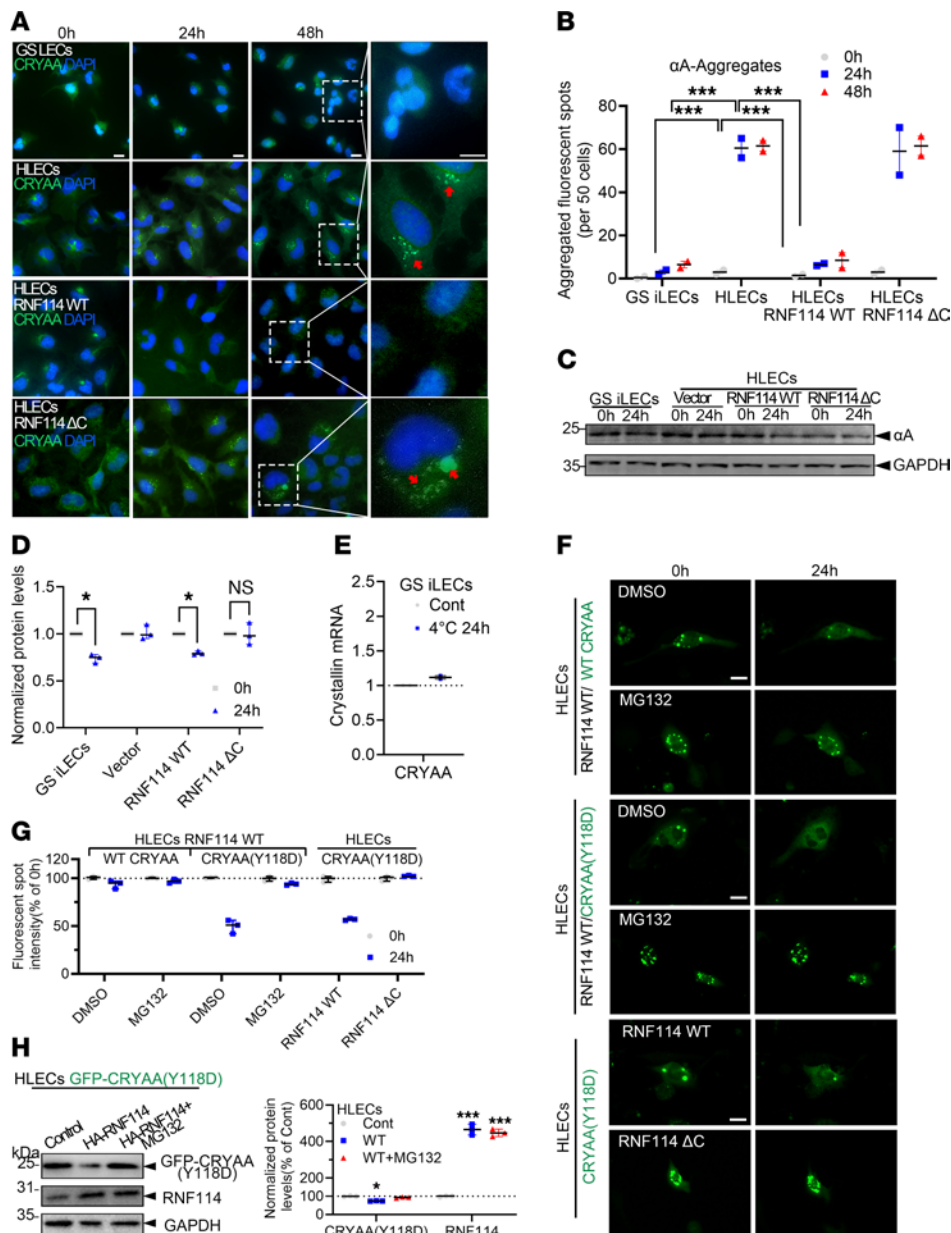 A
0h
24h
48h
GS LECs
CRYAA/DAPI
HLECs
CRYAA DAPI
HLECs
RNF114 WT
CRYAA DAPI
HLECs
RNF114 ΔC
CRYAA DAPI
B
αA-Aggregates
0h
24h
48h
***
***
***
***
Aggregated fluorescent spots
(per 50 cells)
80
60
40
20
0
GS iLECs
HLECs
HLECs
RNF114 WT
HLECs
RNF114 ΔC
C
HLECs
GS iLECs
Vector
RNF114 WT
RNF114 ΔC
0h 24h
0h 24h
0h 24h
0h 24h
25
αA
35
GAPDH
D
Normalized protein levels
1.5
1.0
0.5
0.0
*
*
NS
0h
24h
GS iLECs
Vector
RNF114 WT
RNF114 ΔC
E
Crystallin mRNA
2.5
2.0
1.5
1
0.5
0.0
GS iLECs
Cont
4°C 24h
CRYAA
F
0h
24h
HLECs
RNF114 WT/ WT CRYAA
DMSO
MG132
HLECs
RNF114 WT/CRYAA(Y118D)
DMSO
MG132
HLECs
CRYAA(Y118D)
RNF114 WT
RNF114 ΔC
G
HLECs RNF114 WT
HLECs
WT CRYAA
CRYAA(Y118D)
CRYAA(Y118D)
Fluorescent spot
intensity(% of 0h)
120
100
50
0
0h
24h
DMSO
MG132
DMSO
MG132
RNF114 WT
RNF114 ΔC
H
HLECs GFP-CRYAA(Y118D)
Control
HA-RNF114
HA-RNF114+
MG132
kDa
25
GFP-CRYAA
(Y118D)
31
RNF114
35
GAPDH
Normalized protein
levels(% of Cont)
600
400
200
100
0
HLECs
Cont
WT
WT+MG132
*
***
***
CRYAA(Y118D)
RNF114